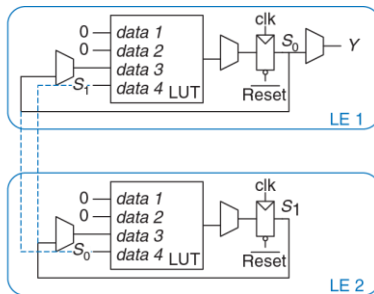 clk
0 data 1
0 data 2
data 3
S1 data 4
LUT
S0
Y
Reset
LE 1
clk
0 data 1
0 data 2
data 3
S0 data 4
LUT
S1
Reset
LE 2